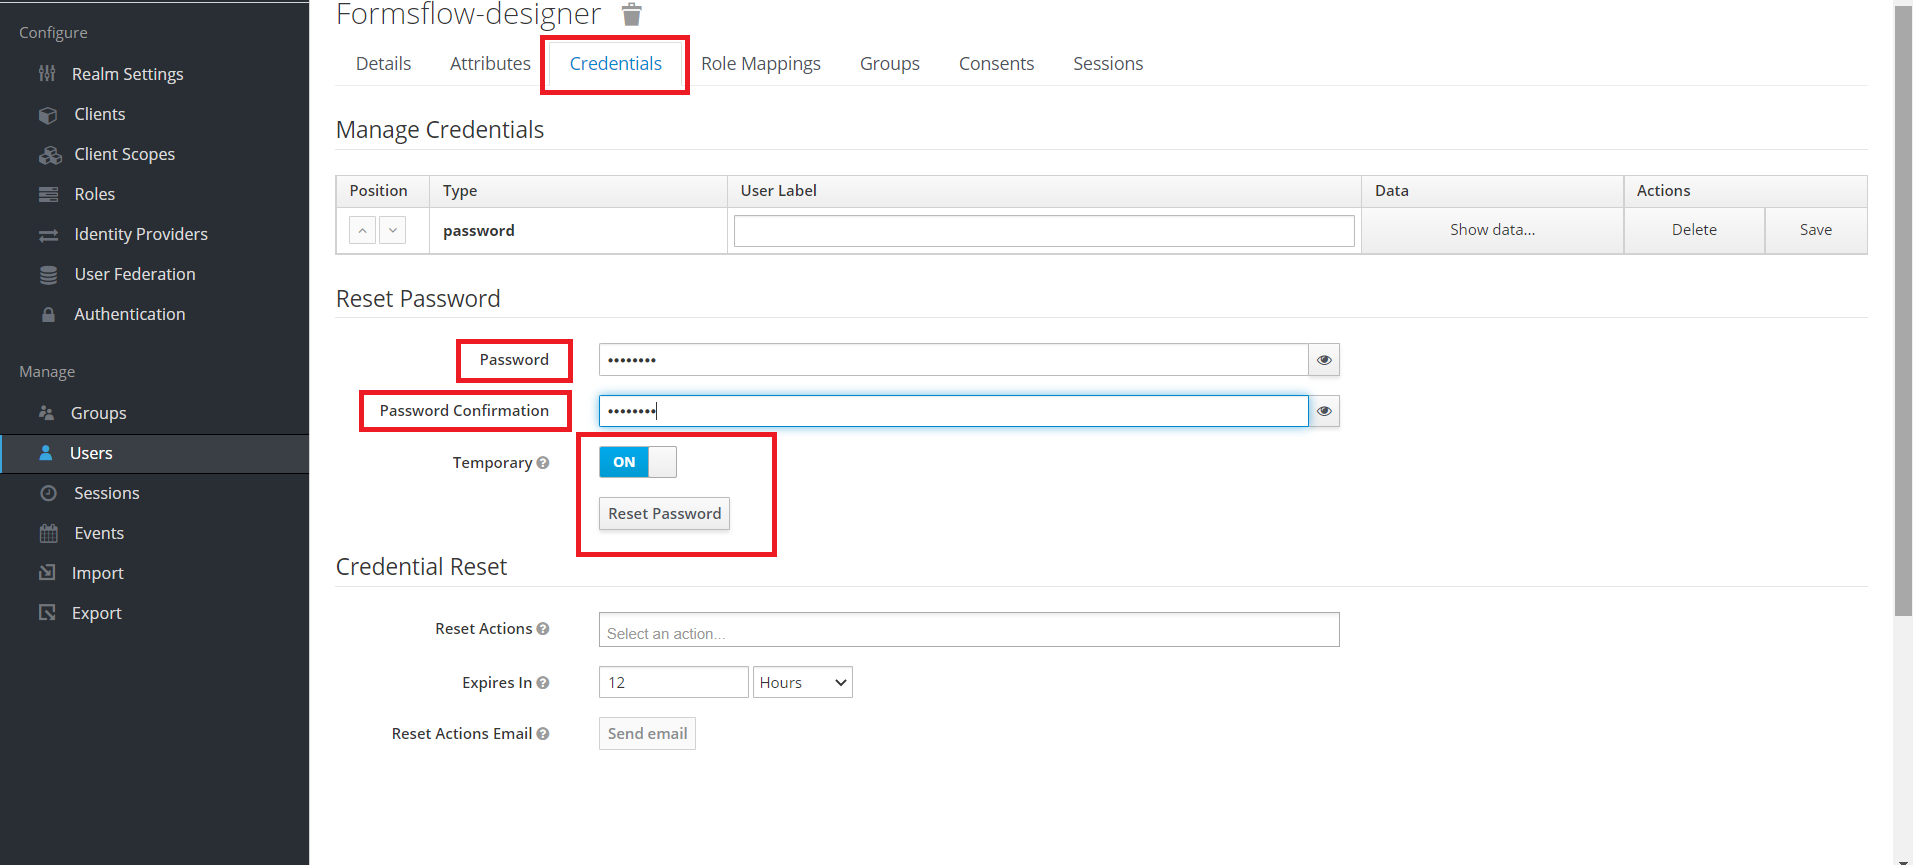 Configure
Realm Settings
Clients
Client Scopes
Roles
Identity Providers
User Federation
Authentication
Manage
Groups
Users
Sessions
Events
Import
Export
Formsflow-designer
Details Attributes Credentials Role Mappings Groups Consents Sessions
Manage Credentials
Position Type User Label Data Actions
password Show data... Delete Save
Reset Password
Password ••••••••
Password Confirmation ••••••••
Temporary ON
Reset Password
Credential Reset
Reset Actions Select an action...
Expires In 12 Hours
Reset Actions Email Send email